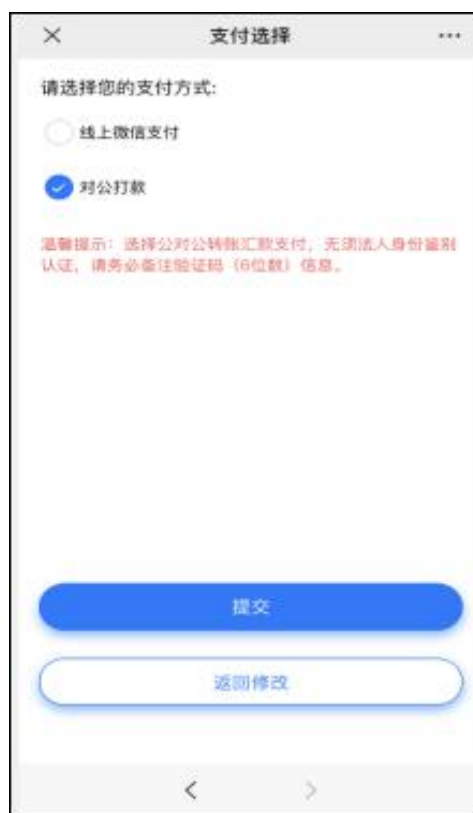 支付选择
请选择您的支付方式:
线上微信支付
对公打款
温馨提示：选择公对公转账汇款支付，无须法人身份鉴别
认证，请务必备注验证码（6位数）信息。
提交
返回修改